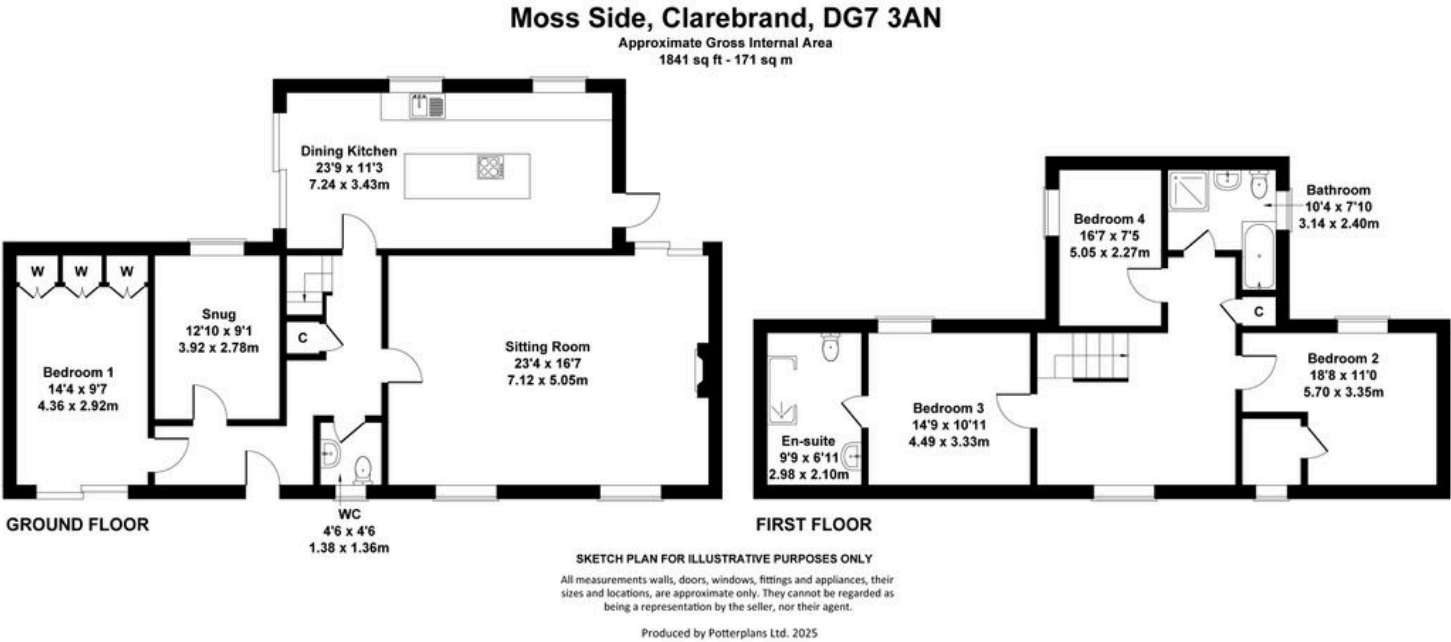 Moss Side, Clarebrand, DG7 3AN
Approximate Gross Internal Area
1841 sq ft - 171 sq m
Dining Kitchen
23'9 x 11'3
7.24 x 3.43m
W
W
W
Bedroom 1
14'4 x 9'7
4.36 x 2.92m
Snug
12'10 x 9'1
3.92 x 2.78m
C
Sitting Room
23'4 x 16'7
7.12 x 5.05m
WC
4'6 x 4'6
1.38 x 1.36m
GROUND FLOOR
Bedroom 4
16'7 x 7'5
5.05 x 2.27m
Bathroom
10'4 x 7'10
3.14 x 2.40m
C
Bedroom 2
18'8 x 11'0
5.70 x 3.35m
Bedroom 3
14'9 x 10'11
4.49 x 3.33m
En-suite
9'9 x 6'11
2.98 x 2.10m
FIRST FLOOR
SKETCH PLAN FOR ILLUSTRATIVE PURPOSES ONLY
All measurements walls, doors, windows, fittings and appliances, their
sizes and locations, are approximate only. They cannot be regarded as
being a representation by the seller, nor their agent.
Produced by Potterplans Ltd. 2025